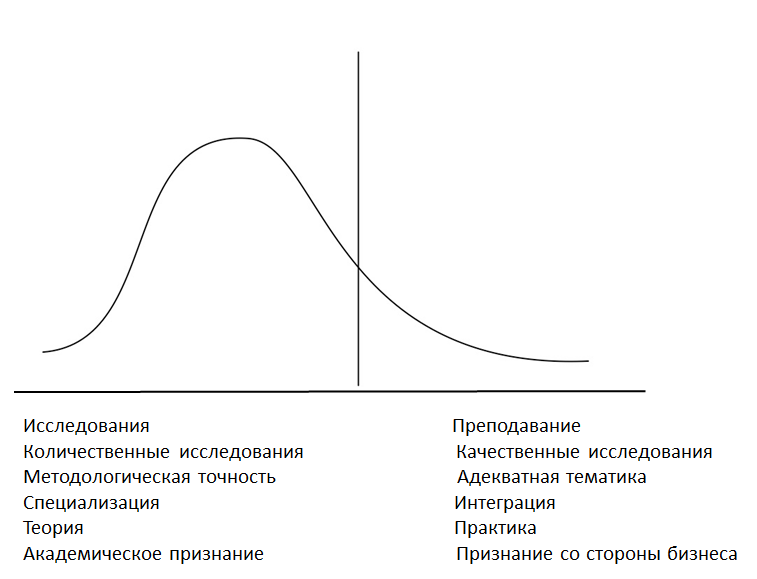 Исследования Преподавание
Количественные исследования Качественные исследования
Методологическая точность Адекватная тематика
Специализация Интеграция
Теория Практика
Академическое признание Признание со стороны бизнеса